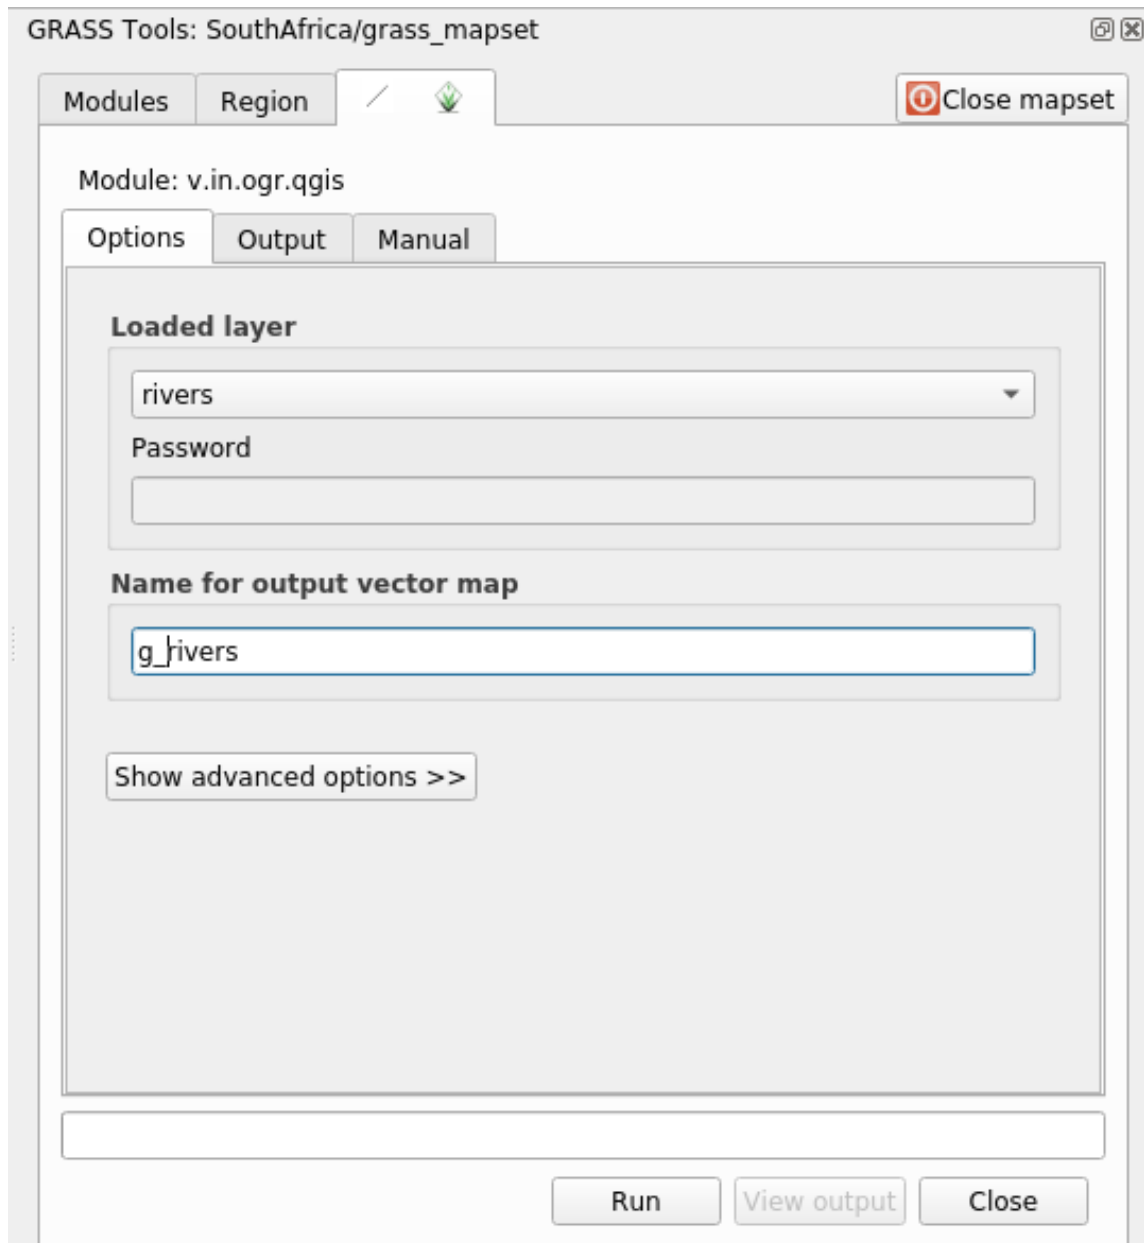 GRASS Tools: SouthAfrica/grass_mapset
Modules Region Close mapset
Module: v.in.ogr.qgis
Options Output Manual
Loaded layer
rivers
Password
Name for output vector map
g_rivers
Show advanced options >>
Run View output Close